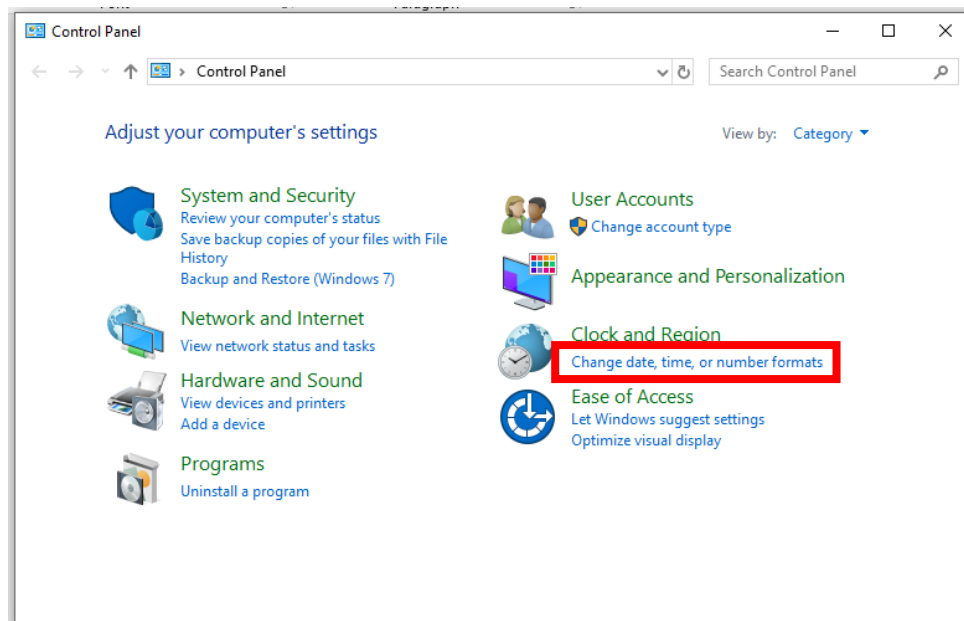 Control Panel
Control Panel
Search Control Panel
Adjust your computer's settings
View by: Category
System and Security
Review your computer's status
Save backup copies of your files with File
History
Backup and Restore (Windows 7)
Network and Internet
View network status and tasks
Hardware and Sound
View devices and printers
Add a device
Programs
Uninstall a program
User Accounts
Change account type
Appearance and Personalization
Clock and Region
Change date, time, or number formats
Ease of Access
Let Windows suggest settings
Optimize visual display